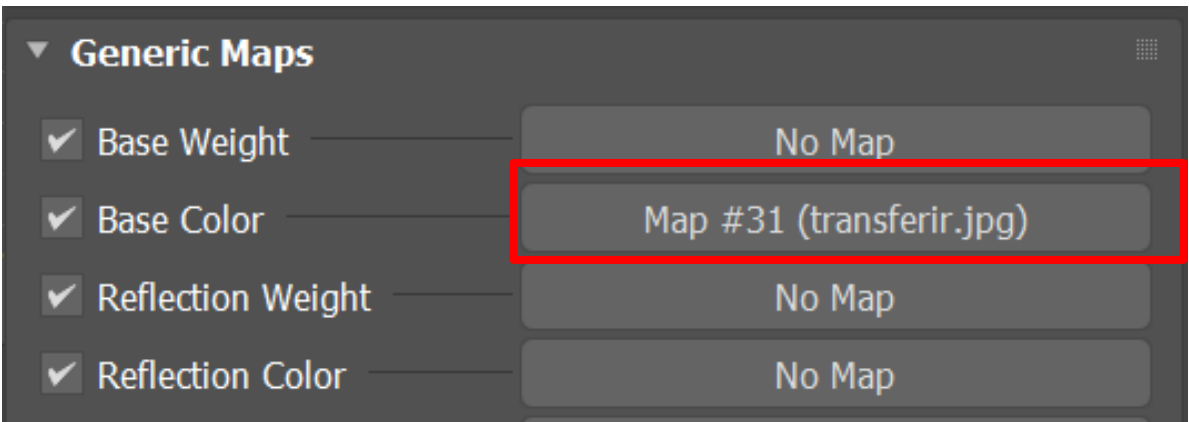 Generic Maps
Base Weight No Map
Base Color Map #31 (transferir.jpg)
Reflection Weight No Map
Reflection Color No Map